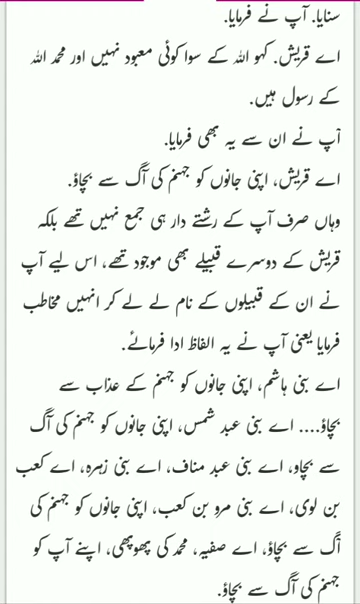 سنایا۔ آپ نے فرمایا۔
اے قریش۔ کہو اللہ کے سوا کوئی معبود نہیں اور محمد اللہ
کے رسول ہیں۔
آپ نے ان سے یہ بھی فرمایا۔
اے قریش، اپنی جانوں کو جہنم کی آگ سے بچاؤ۔
وہاں صرف آپ کے رشتے دار ہی جمع نہیں تھے بلکہ
قریش کے دوسرے قبیلے بھی موجود تھے، اس لیے آپ
نے ان کے قبیلوں کے نام لے لے کر انہیں مخاطب
فرمایا یعنی آپ نے یہ الفاظ ادا فرمائے۔
اے بنی ہاشم، اپنی جانوں کو جہنم کے عذاب سے
بچاؤ.... اے بنی عبد شمس، اپنی جانوں کو جہنم کی آگ
سے بچاو، اے بنی عبد مناف، اے بنی زہرہ، اے کعب
بن لوی، اے بنی مرو بن کعب، اپنی جانوں کو جہنم کی
آگ سے بچاؤ، اے صفیہ، محمد کی پھوپھی، اپنے آپ کو
جہنم کی آگ سے بچاؤ۔